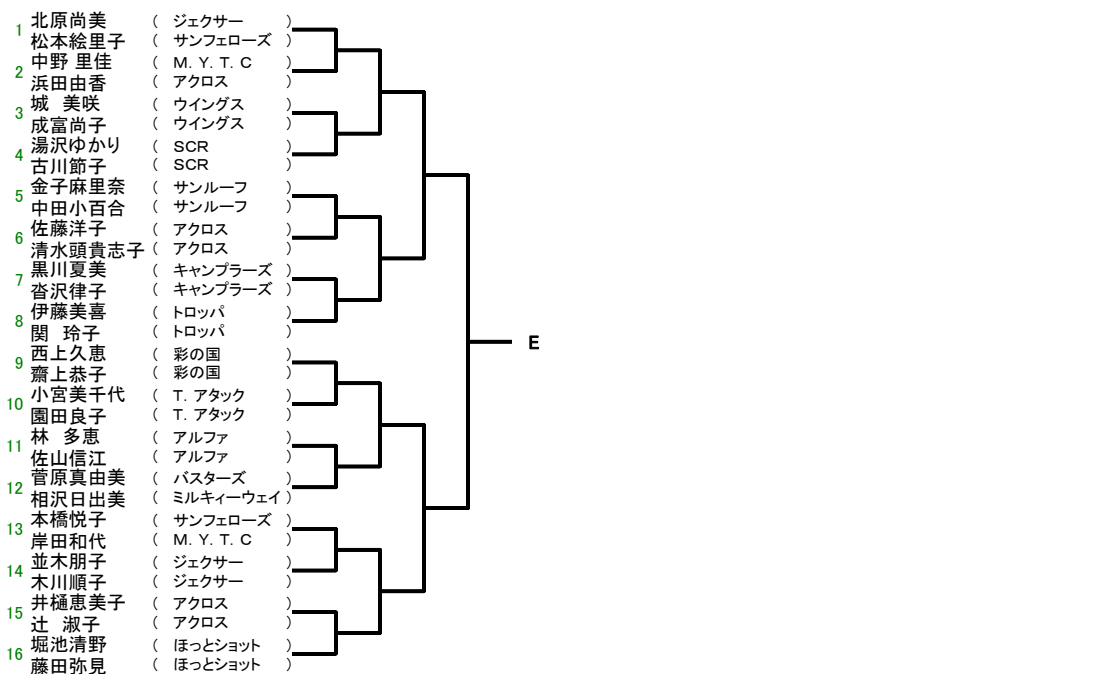 1 北原尚美 ( ジェクサー )
松本絵里子 ( サンフェローズ )
2 中野 里佳 ( M. Y. T. C )
浜田由香 ( アクロス )
3 城 美咲 ( ウイングス )
成富尚子 ( ウイングス )
4 湯沢ゆかり ( SCR )
古川節子 ( SCR )
5 金子麻里奈 ( サンルーフ )
中田小百合 ( サンルーフ )
6 佐藤洋子 ( アクロス )
清水頭貴志子 ( アクロス )
7 黒川夏美 ( キャンプラーズ )
沓沢律子 ( キャンプラーズ )
8 伊藤美喜 ( トロッパ )
関 玲子 ( トロッパ )
E
9 西上久恵 ( 彩の国 )
齋上恭子 ( 彩の国 )
10 小宮美千代 ( T. アタック )
園田良子 ( T. アタック )
11 林 多恵 ( アルファ )
佐山信江 ( アルファ )
12 菅原真由美 ( バスターズ )
相沢日出美 ( ミルキィーウェイ )
13 本橋悦子 ( サンフェローズ )
岸田和代 ( M. Y. T. C )
14 並木朋子 ( ジェクサー )
木川順子 ( ジェクサー )
15 井樋恵美子 ( アクロス )
辻 淑子 ( アクロス )
16 堀池清野 ( ほっとショット )
藤田弥見 ( ほっとショット )